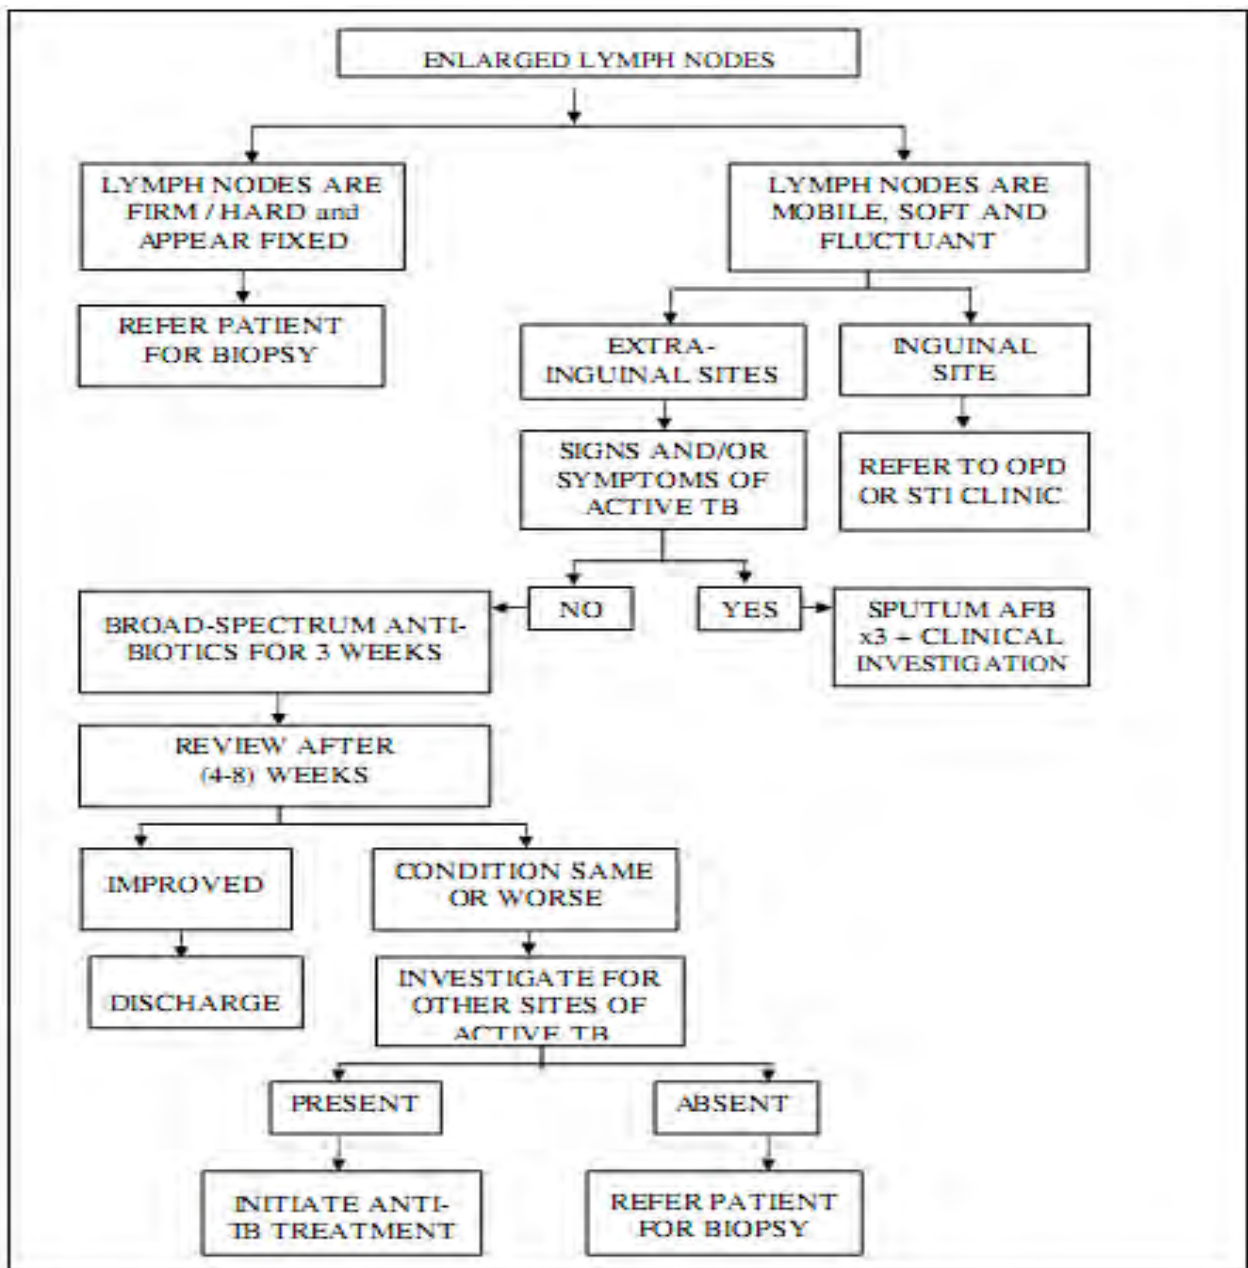 ENLARGED LYMPH NODES
LYMPH NODES ARE
FIRM / HARD and
APPEAR FIXED
LYMPH NODES ARE
MOBILE, SOFT AND
FLUCTUANT
REFER PATIENT
FOR BIOPSY
EXTRA-
INGUINAL SITES
INGUINAL
SITE
SIGNS AND/OR
SYMPTOMS OF
ACTIVE TB
REFER TO OPD
OR STI CLINIC
NO
YES
SPUTUM AFB
x3 + CLINICAL
INVESTIGATION
BROAD-SPECTRUM ANTI-
BIOTICS FOR 3 WEEKS
REVIEW AFTER
(4-8) WEEKS
IMPROVED
CONDITION SAME
OR WORSE
DISCHARGE
INVESTIGATE FOR
OTHER SITES OF
ACTIVE TB
PRESENT
ABSENT
INITIATE ANTI-
TB TREATMENT
REFER PATIENT
FOR BIOPSY